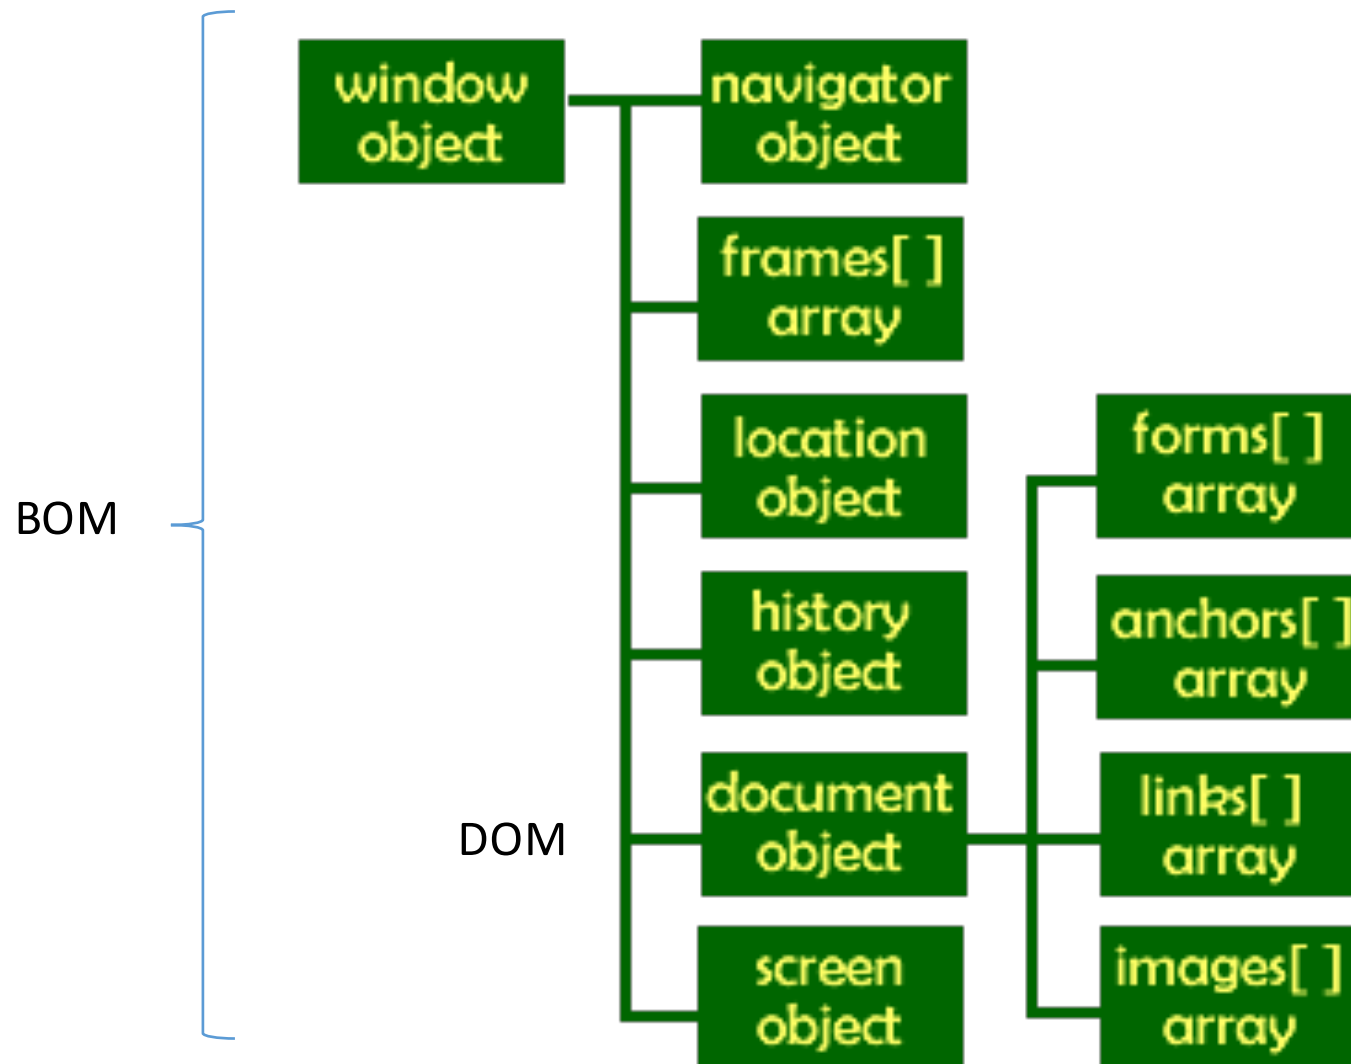 window
object
navigator
object
frames[ ]
array
location
object
forms[ ]
array
BOM
history
object
anchors[ ]
array
DOM
document
object
links[ ]
array
screen
object
images[ ]
array